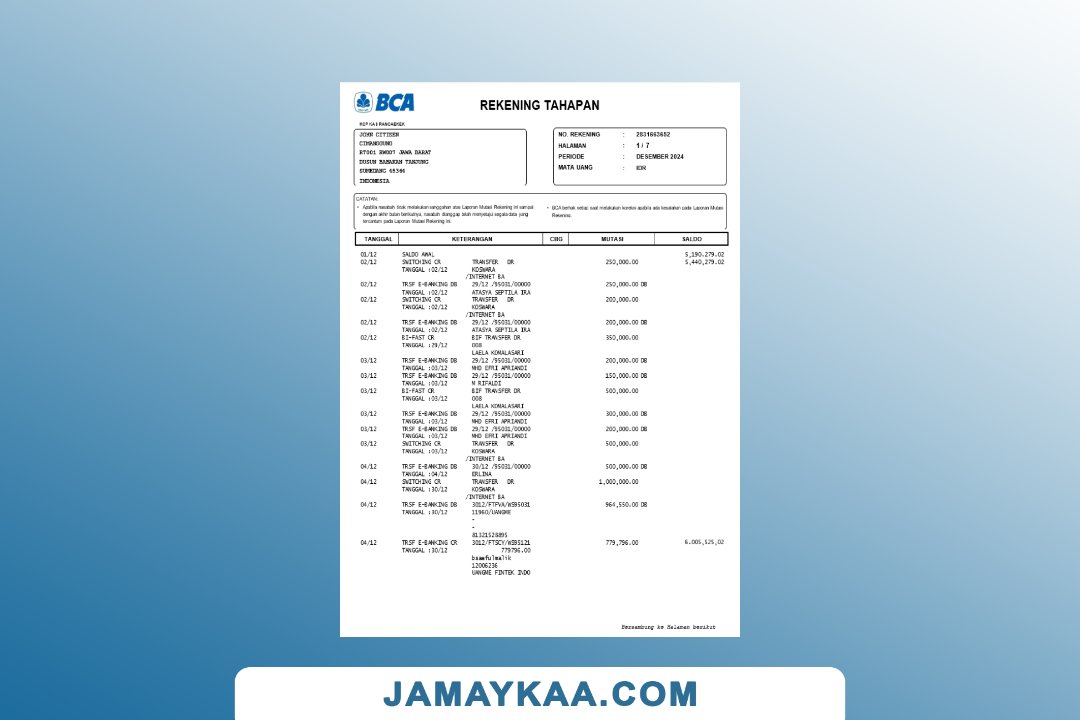 BCA
REKENING TAHAPAN
JOHN CITIZEN
CIMANGGUNG
RT001 RW007 JAWA BARAT
DUSUN BABAKAN TANJUNG
SUMEDANG 45364
INDONESIA
NO. REKENING : 2831663652
HALAMAN : 1 / 7
PERIODE : DESEMBER 2024
MATA UANG : IDR
CATATAN:
• Apabila nasabah tidak melakukan sanggahan atas Laporan Mutasi Rekening ini sampai
dengan akhir bulan berikutnya, nasabah dianggap telah menyetujui segala data yang
tercantum pada Laporan Mutasi Rekening ini.
• BCA berhak setiap saat melakukan koreksi apabila ada kesalahan pada Laporan Mutasi
Rekening.
TANGGAL KETERANGAN CBG MUTASI SALDO
01/12 SALDO AWAL 5,190.279.02
02/12 SWITCHING CR TRANSFER DR 250,000.00 5,440,279.02
TANGGAL :02/12 KOSWARA
/INTERNET BA
02/12 TRSF E-BANKING DB 29/12 /95031/00000 250,000.00 DB
TANGGAL :02/12 ATASYA SEPTILA IRA
02/12 SWITCHING CR TRANSFER DR 200,000.00
TANGGAL :02/12 KOSWARA
/INTERNET BA
02/12 TRSF E-BANKING DB 29/12 /95031/00000 200,000.00 DB
TANGGAL :02/12 ATASYA SEPTILA IRA
02/12 BI-FAST CR BIF TRANSFER DR 350,000.00
TANGGAL :29/12 008
LAELA KOMALASARI
03/12 TRSF E-BANKING DB 29/12 /95031/00000 200,000.00 DB
TANGGAL :03/12 MHD EFRI APRIANDI
03/12 TRSF E-BANKING DB 29/12 /95031/00000 150,000.00 DB
TANGGAL :03/12 M RIFALDI
03/12 BI-FAST CR BIF TRANSFER DR 500,000.00
TANGGAL :03/12 008
LAELA KOMALASARI
03/12 TRSF E-BANKING DB 29/12 /95031/00000 300,000.00 DB
TANGGAL :03/12 MHD EFRI APRIANDI
03/12 TRSF E-BANKING DB 29/12 /95031/00000 200,000.00 DB
TANGGAL :03/12 MHD EFRI APRIANDI
03/12 SWITCHING CR TRANSFER DR 500,000.00
TANGGAL :03/12 KOSWARA
/INTERNET BA
04/12 TRSF E-BANKING DB 30/12 /95031/00000 500,000.00 DB
TANGGAL :04/12 ERLINA
04/12 SWITCHING CR TRANSFER DR 1,000,000.00
TANGGAL :30/12 KOSWARA
/INTERNET BA
04/12 TRSF E-BANKING DB 3012/FTFVA/WS95031 964,550.00 DB
TANGGAL :30/12 11960/UANGME
-
-
81321528895
04/12 TRSF E-BANKING CR 3012/FTSCY/WS95121 779,796.00 6.005,525,02
TANGGAL :30/12 779796.00
bsaefulmalik
12006236
UANGME FINTEK INDO
Bersambung ke Halaman berikut
JAMAYKAA.COM